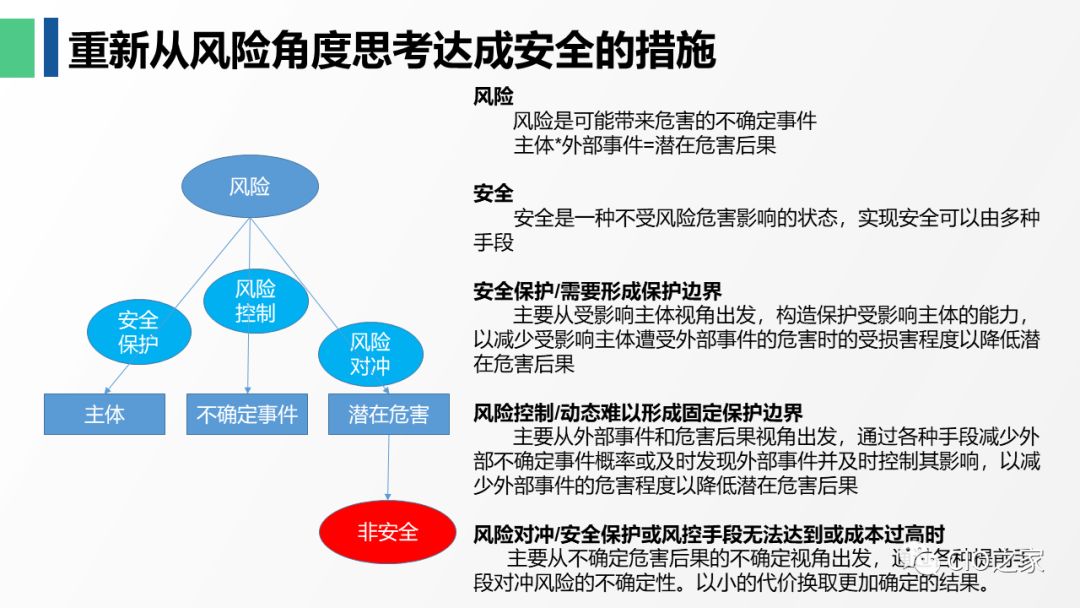 重新从风险角度思考达成安全的措施
风险
安全
保护
风险
控制
风险
对冲
主体
不确定事件
潜在危害
非安全
风险
风险是可能带来危害的不确定事件
主体*外部事件=潜在危害后果
安全
安全是一种不受风险危害影响的状态，实现安全可以由多种
手段
安全保护/需要形成保护边界
主要从受影响主体视角出发，构造保护受影响主体的能力，
以减少受影响主体遭受外部事件的危害时的受损害程度以降低潜
在危害后果
风险控制/动态难以形成固定保护边界
主要从外部事件和危害后果视角出发，通过各种手段减少外
部不确定事件概率或及时发现外部事件并及时控制其影响，以减
少外部事件的危害程度以降低潜在危害后果
风险对冲/安全保护或风控手段无法达到或成本过高时
主要从不确定危害后果的不确定视角出发，通过各种提前手
段对冲风险的不确定性。以小的代价换取更加确定的结果。
CIO之家